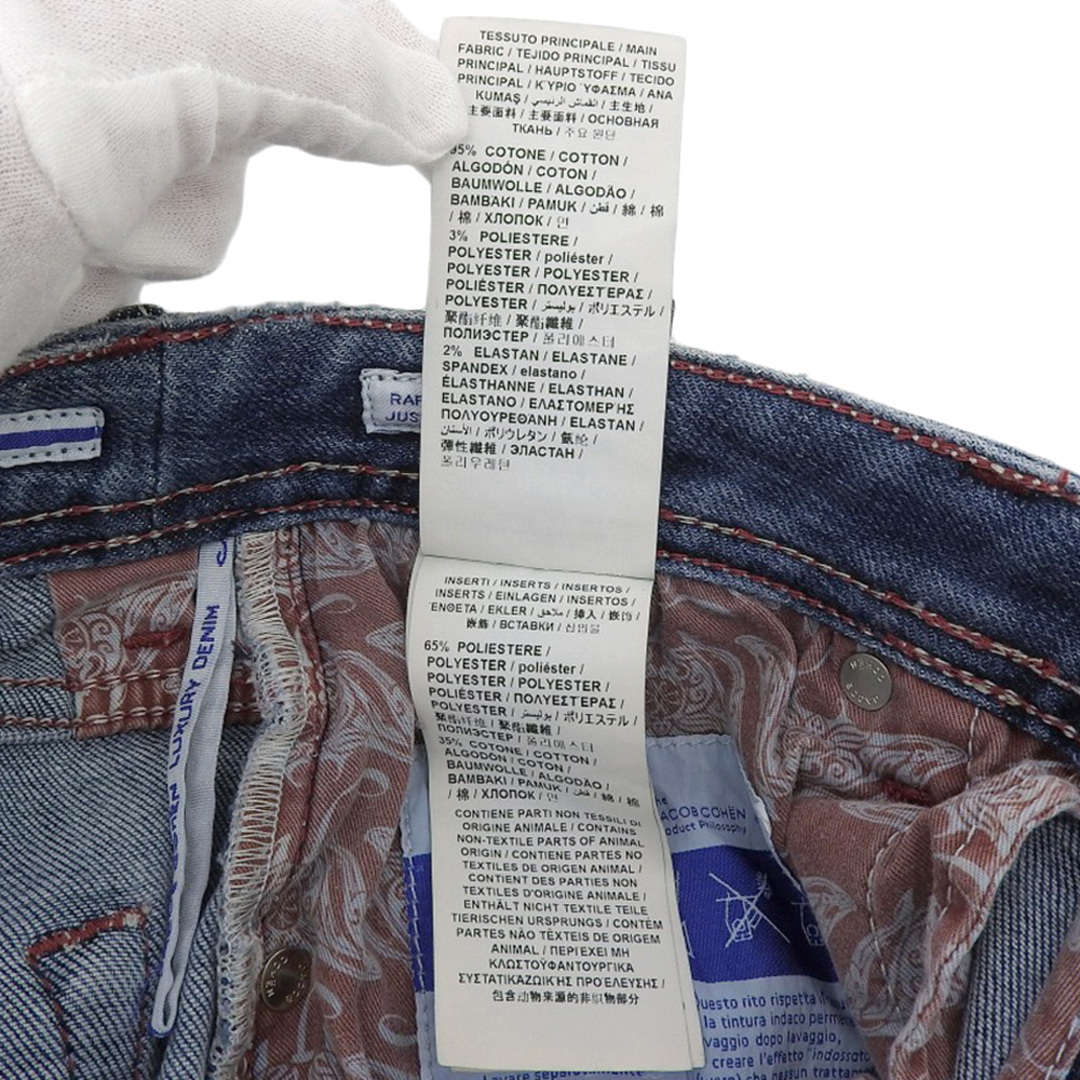 TESSUTO PRINCIPALE / MAIN
FABRIC / TEJIDO PRINCIPAL / TISSU
PRINCIPAL / HAUPTSTOFF / TECIDO
PRINCIPAL / ΚΎΡΙΟ ΎΦΑΣΜΑ / ANA
KUMAŞ / القماش الرئيسي / 主生地 /
主要面料 / 主要面料 / ОСНОВНАЯ
ТКАНЬ / 주요 원단
95% COTONE / COTTON /
ALGODÓN / COTON /
BAUMWOLLE / ALGODÃO /
ΒΑΜΒΑΚΙ / PAMUK / قطن / 綿 / 棉
/ 棉 / ХЛОПОК / 면
3% POLIESTERE /
POLYESTER / poliéster /
POLYESTER / POLYESTER /
POLIÉSTER / ΠΟΛΥΕΣΤΕΡΑΣ /
POLYESTER / بوليستر / ポリエステル /
聚酯纤维 / 聚酯纖維 /
ПОЛИЭСТЕР / 폴리에스터
2% ELASTAN / ELASTANE /
SPANDEX / elastano /
ÉLASTHANNE / ELASTHAN /
ELASTANO / ΕΛΑΣΤΟΜΕΡΉΣ
ΠΟΛΥΟΥΡΕΘΑΝΗ / ELASTAN /
الأستان / ポリウレタン / 氨纶 /
彈性纖維 / ЭЛАСТАН /
폴리우레탄
INSERTI / INSERTS / INSERTOS /
INSERTS / EINLAGEN / INSERTOS /
ΈΝΘΕΤΑ / EKLER / ملاحق / 挿入 / 嵌饰 /
嵌飾 / ВСТАВКИ / 삽입물
65% POLIESTERE /
POLYESTER / poliéster /
POLYESTER / POLYESTER /
POLIÉSTER / ΠΟΛΥΕΣΤΕΡΑΣ /
POLYESTER / بوليستر / ポリエステル /
聚酯纤维 / 聚酯纖維 /
ПОЛИЭСТЕР / 폴리에스터
35% COTONE / COTTON /
ALGODÓN / COTON /
BAUMWOLLE / ALGODÃO /
ΒΑΜΒΑΚΙ / PAMUK / قطن / 綿 / 棉
/ 棉 / ХЛОПОК / 면
CONTIENE PARTI NON TESSILI DI
ORIGINE ANIMALE / CONTAINS
NON-TEXTILE PARTS OF ANIMAL
ORIGIN / CONTIENE PARTES NO
TEXTILES DE ORIGEN ANIMAL /
CONTIENT DES PARTIES NON
TEXTILES D'ORIGINE ANIMALE /
ENTHÄLT NICHT TEXTILE TEILE
TIERISCHEN URSPRUNGS / CONTÉM
PARTES NÃO TÊXTEIS DE ORIGEM
ANIMAL / ΠΕΡΙΕΧΕΙ ΜΗ
ΚΛΩΣΤΟΫΦΑΝΤΟΥΡΓΙΚΑ
ΣΥΣΤΑΤΙΚΑΖΩΙΚΉΣ ΠΡΟΈΛΕΥΣΗΣ /
包含动物来源的非织物部分
LUXURY DENIM
JACOB COHËN
Product Philosophy
Questo rito rispetta
la tintura indaco
dopo lavaggio,
creare l'effetto "indossato
Lavare separatamente